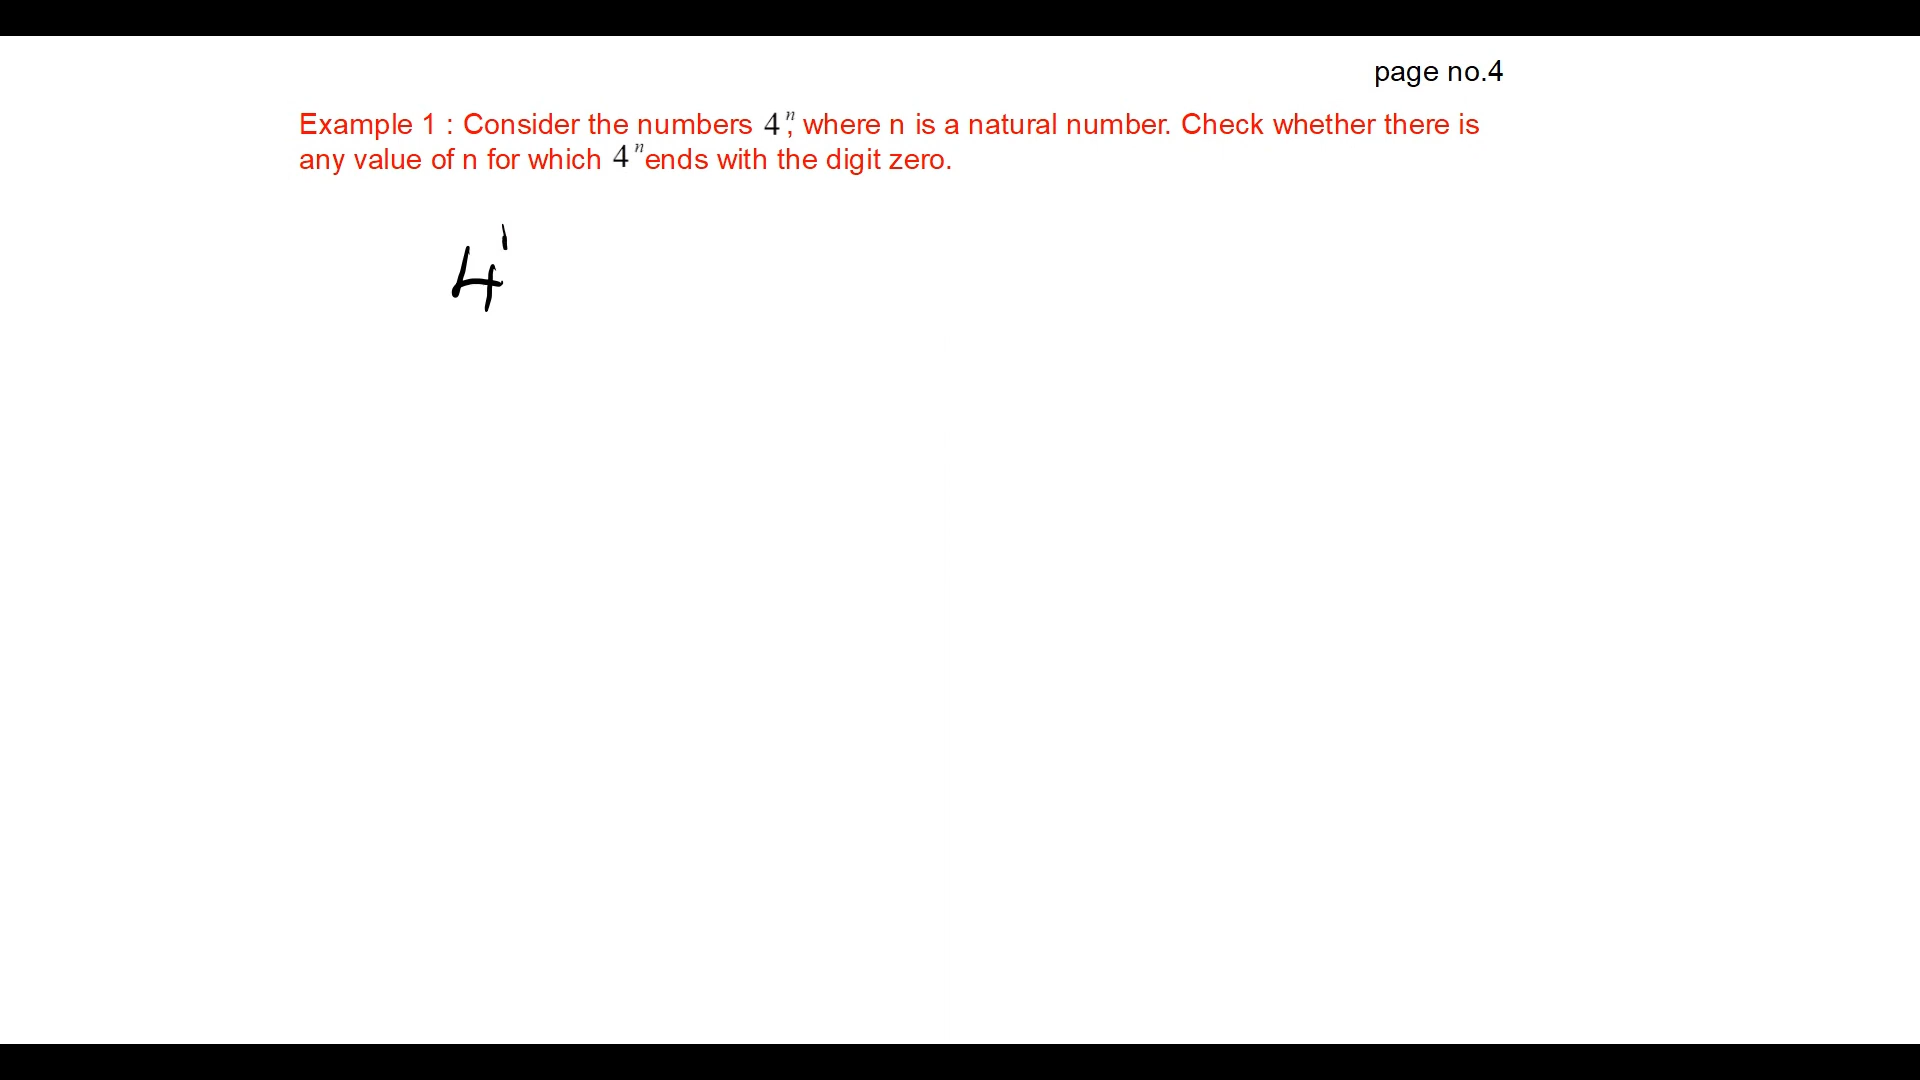 page no.4
Example 1 : Consider the numbers 4ⁿ, where n is a natural number. Check whether there is
any value of n for which 4ⁿ ends with the digit zero.
4¹